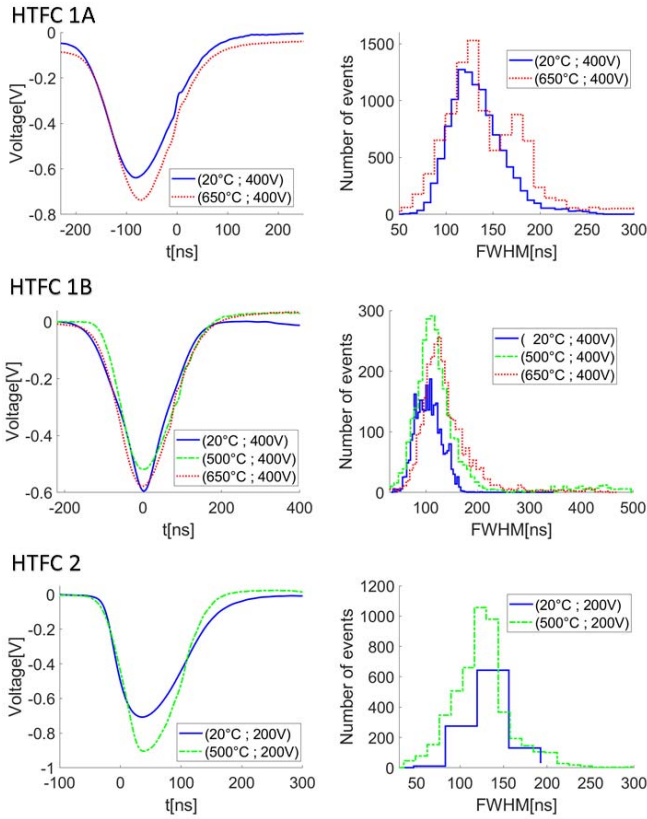 HTFC 1A
0
-0.2
-0.4
-0.6
-0.8
Voltage[V]
-200
-100
0
100
200
t[ns]
(20°C ; 400V)
(650°C ; 400V)
1500
1000
500
0
Number of events
50
100
150
200
250
300
FWHM[ns]
(20°C ; 400V)
(650°C ; 400V)
HTFC 1B
0
-0.2
-0.4
-0.6
Voltage[V]
-200
0
200
400
t[ns]
(20°C ; 400V)
(500°C ; 400V)
(650°C ; 400V)
300
200
100
0
Number of events
100
200
300
400
500
FWHM[ns]
( 20°C ; 400V)
(500°C ; 400V)
(650°C ; 400V)
HTFC 2
0
-0.2
-0.4
-0.6
-0.8
-1
Voltage[V]
-100
0
100
200
300
t[ns]
(20°C ; 200V)
(500°C ; 200V)
1200
1000
800
600
400
200
0
Number of events
50
100
150
200
250
300
FWHM[ns]
(20°C ; 200V)
(500°C ; 200V)